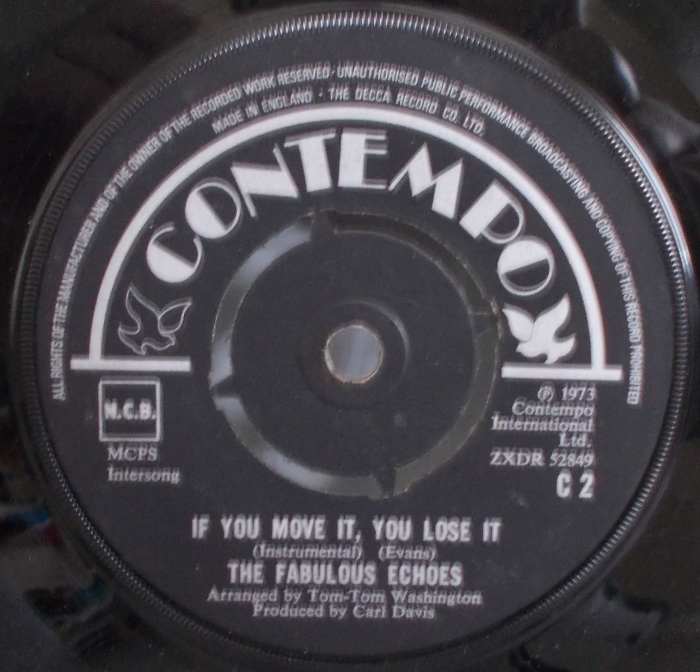 ALL RIGHTS OF THE MANUFACTURER AND OF THE OWNER OF THE RECORDED WORK RESERVED · UNAUTHORISED PUBLIC PERFORMANCE BROADCASTING AND COPYING OF THIS RECORD PROHIBITED
MADE IN ENGLAND · THE DECCA RECORD CO. LTD.
CONTEMPO
N.C.B.
MCPS
Intersong
℗ 1973
Contempo
International
Ltd.
ZXDR 52849
C 2
IF YOU MOVE IT, YOU LOSE IT
(Instrumental) (Evans)
THE FABULOUS ECHOES
Arranged by Tom-Tom Washington
Produced by Carl Davis